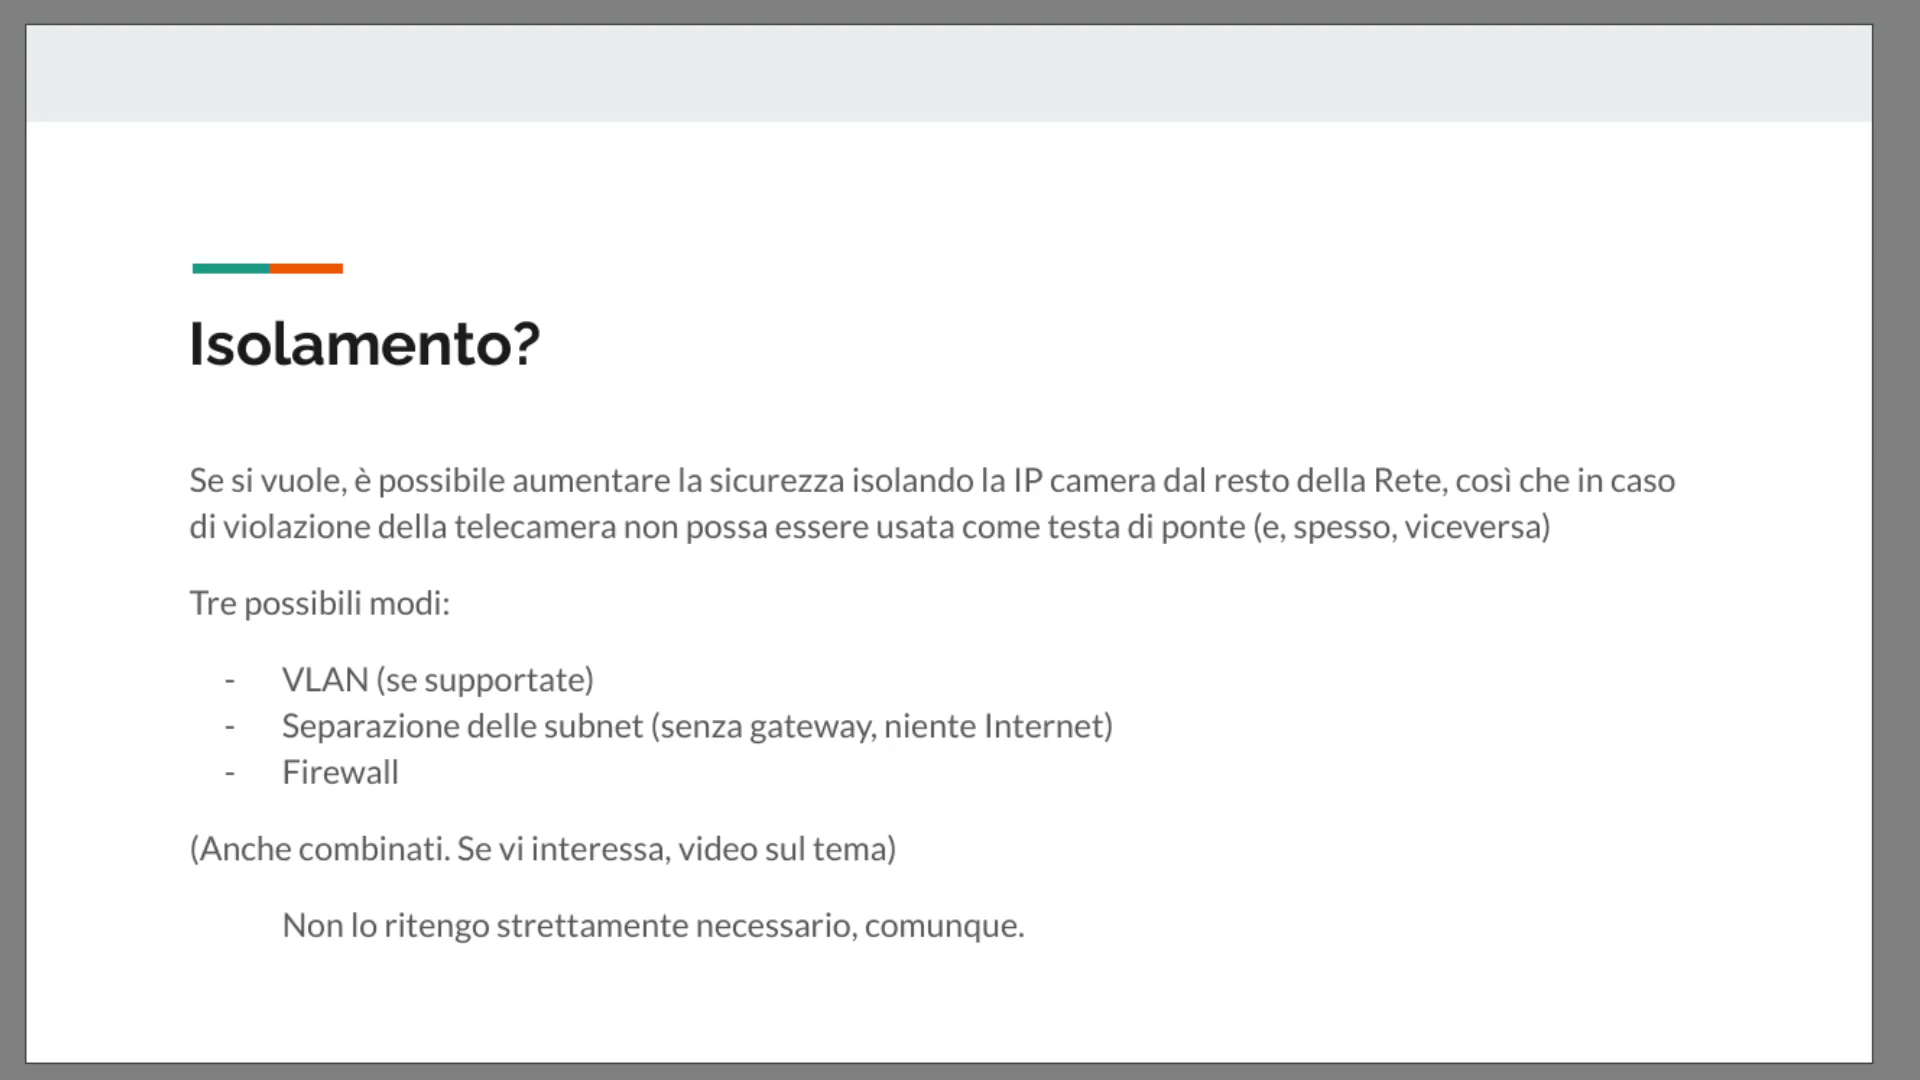 Isolamento?
Se si vuole, è possibile aumentare la sicurezza isolando la IP camera dal resto della Rete, così che in caso
di violazione della telecamera non possa essere usata come testa di ponte (e, spesso, viceversa)
Tre possibili modi:
- VLAN (se supportate)
- Separazione delle subnet (senza gateway, niente Internet)
- Firewall
(Anche combinati. Se vi interessa, video sul tema)
Non lo ritengo strettamente necessario, comunque.